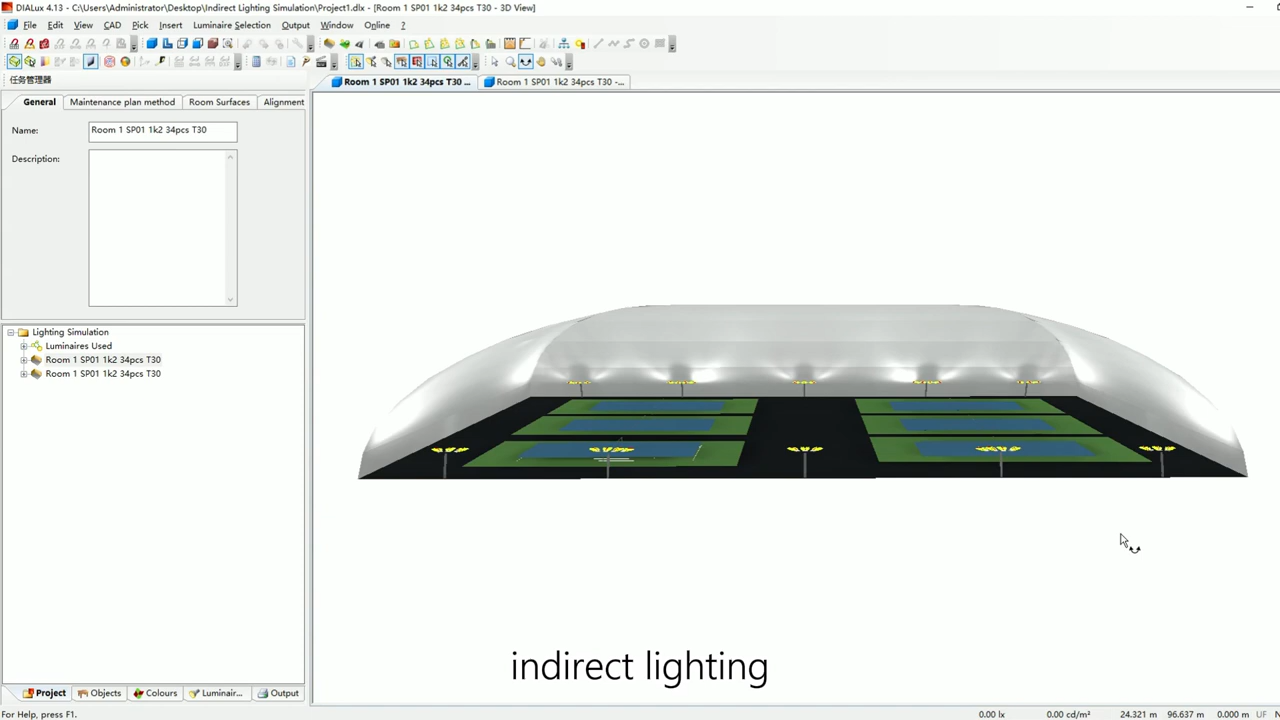 DIALux 4.13 - C:\Users\Administrator\Desktop\Indirect Lighting Simulation\Project1.dlx - [Room 1 SP01 1k2 34pcs T30 - 3D View]
File Edit View CAD Pick Insert Luminaire Selection Output Window Online ?
任务管理器
Room 1 SP01 1k2 34pcs T30 ...
Room 1 SP01 1k2 34pcs T30 -...
General Maintenance plan method Room Surfaces Alignment
Name: Room 1 SP01 1k2 34pcs T30
Description:
Lighting Simulation
Luminaires Used
Room 1 SP01 1k2 34pcs T30
Room 1 SP01 1k2 34pcs T30
indirect lighting
Project Objects Colours Luminair... Output
For Help, press F1.
0.00 lx 0.00 cd/m² 24.321 m 96.637 m 0.000 m UF N